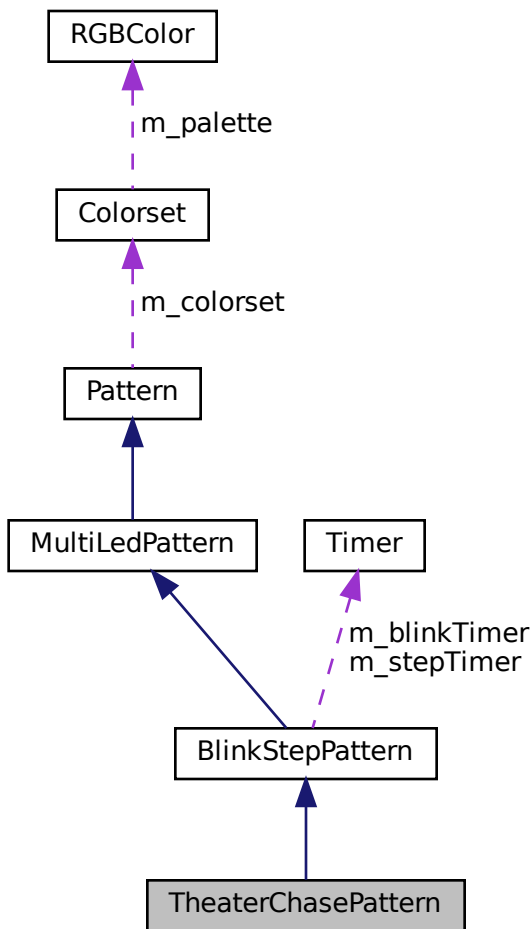 RGBColor
m_palette
Colorset
m_colorset
Pattern
MultiLedPattern
Timer
m_blinkTimer
m_stepTimer
BlinkStepPattern
TheaterChasePattern